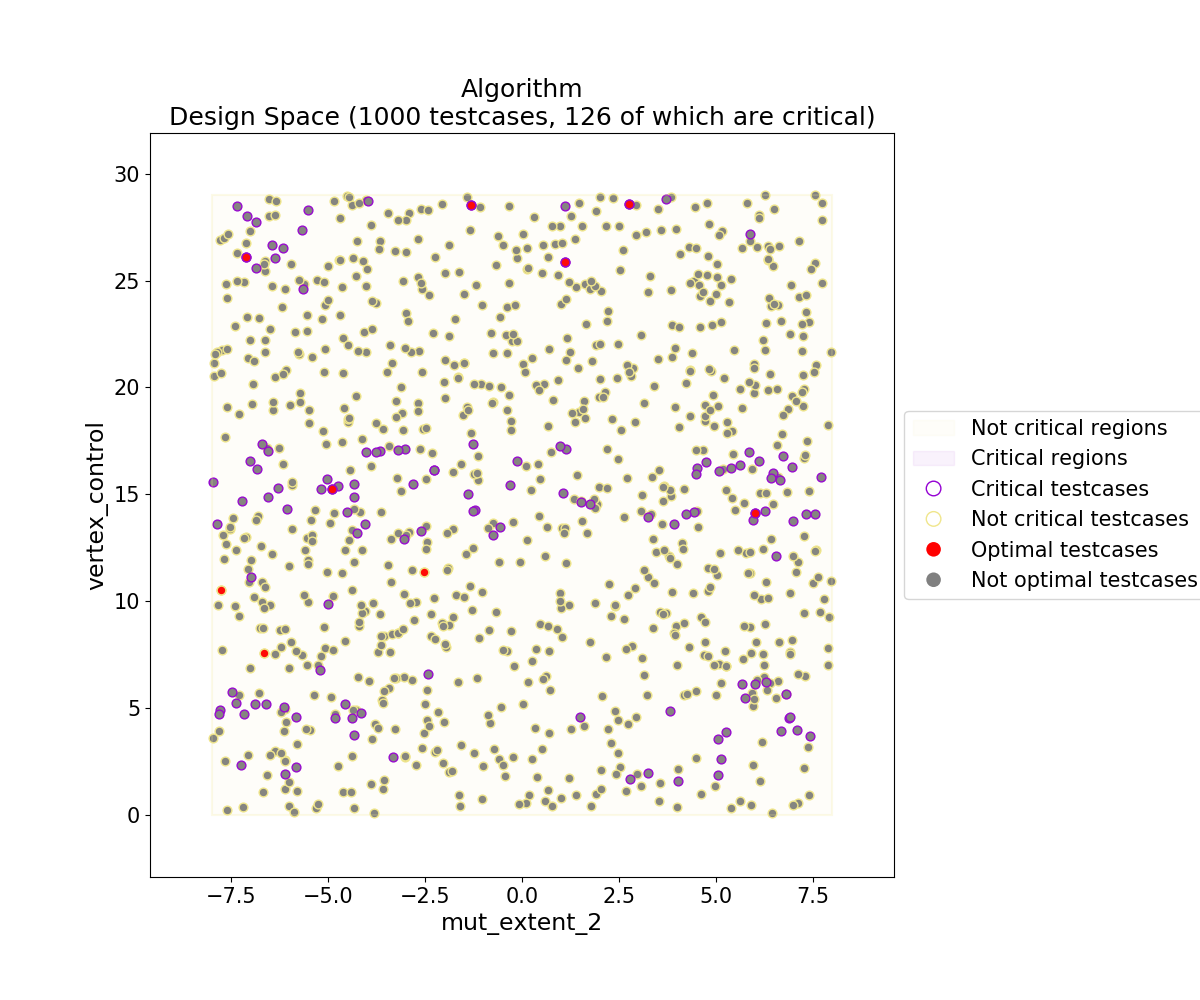 Algorithm
Design Space (1000 testcases, 126 of which are critical)
30
25
20
15
10
5
0
vertex_control
−7.5
−5.0
−2.5
0.0
2.5
5.0
7.5
mut_extent_2
Not critical regions
Critical regions
Critical testcases
Not critical testcases
Optimal testcases
Not optimal testcases